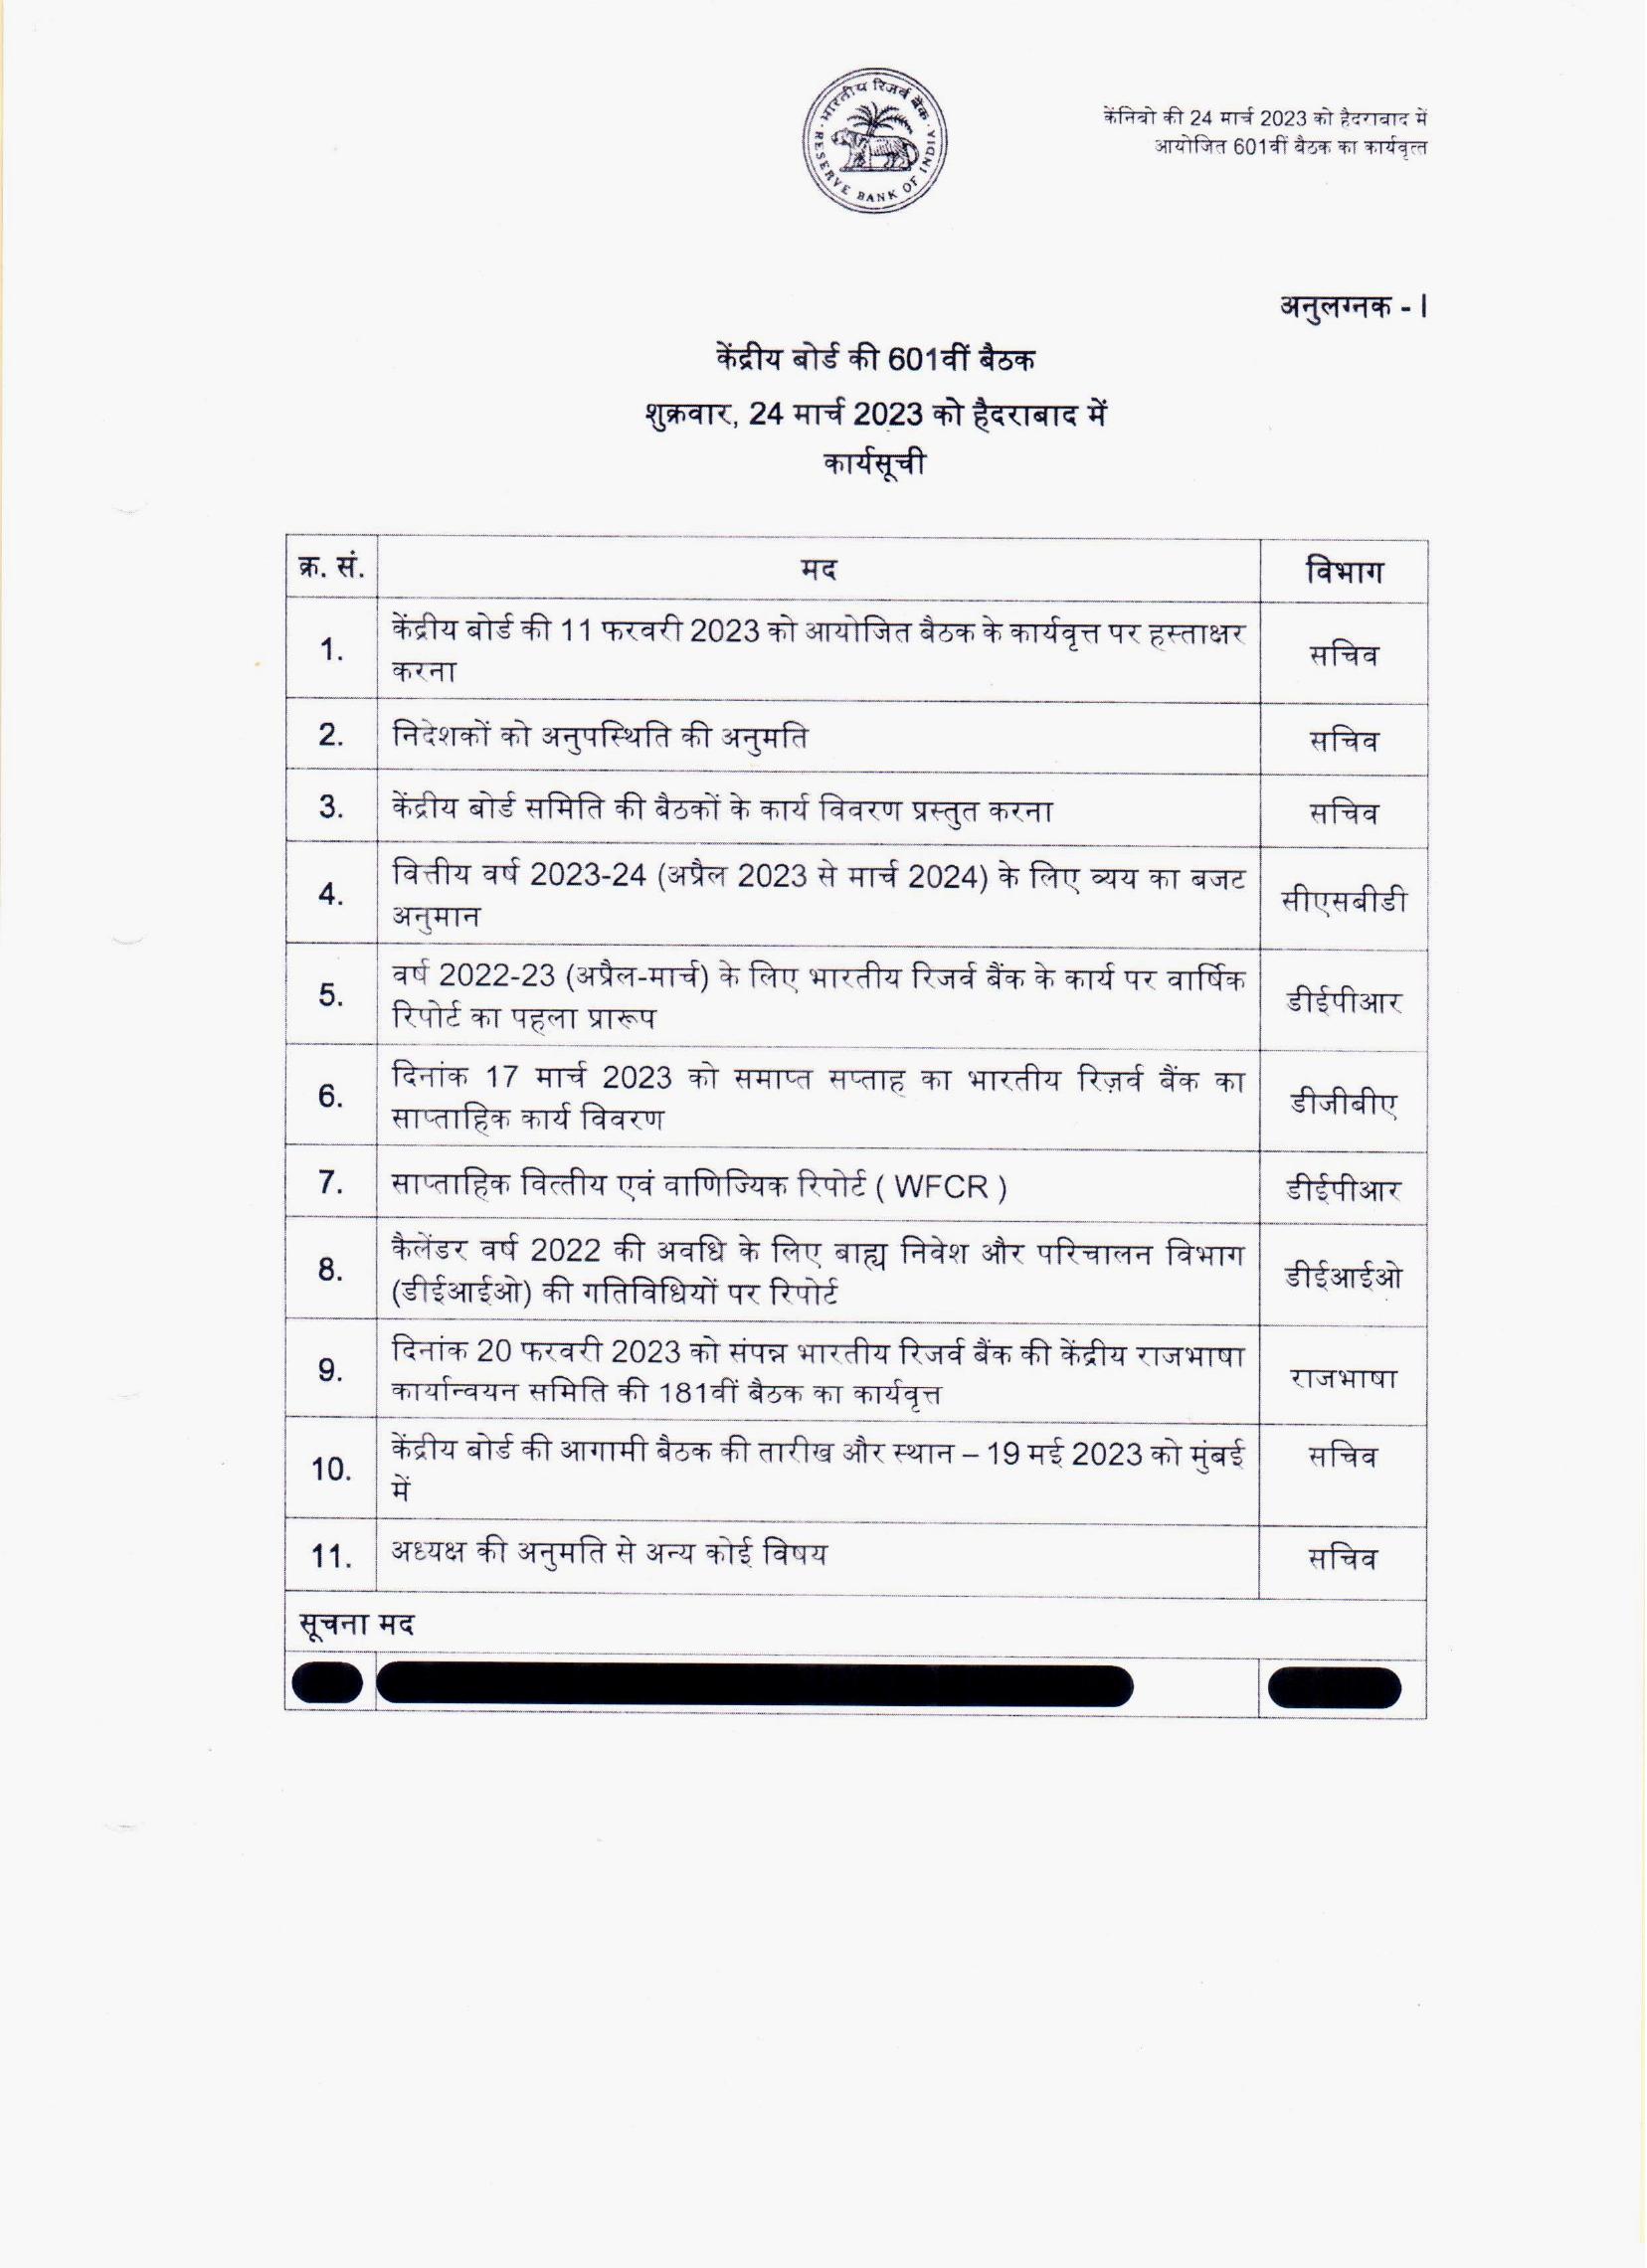 भारतीय रिज़र्व बैंक
RESERVE BANK OF INDIA
केंनिबो की 24 मार्च 2023 को हैदराबाद में
आयोजित 601वीं बैठक का कार्यवृत्त
अनुलग्नक - I
केंद्रीय बोर्ड की 601वीं बैठक
शुक्रवार, 24 मार्च 2023 को हैदराबाद में
कार्यसूची
क्र. सं. मद विभाग
1. केंद्रीय बोर्ड की 11 फरवरी 2023 को आयोजित बैठक के कार्यवृत्त पर हस्ताक्षर
करना सचिव
2. निदेशकों को अनुपस्थिति की अनुमति सचिव
3. केंद्रीय बोर्ड समिति की बैठकों के कार्य विवरण प्रस्तुत करना सचिव
4. वित्तीय वर्ष 2023-24 (अप्रैल 2023 से मार्च 2024) के लिए व्यय का बजट
अनुमान सीएसबीडी
5. वर्ष 2022-23 (अप्रैल-मार्च) के लिए भारतीय रिजर्व बैंक के कार्य पर वार्षिक
रिपोर्ट का पहला प्रारूप डीईपीआर
6. दिनांक 17 मार्च 2023 को समाप्त सप्ताह का भारतीय रिज़र्व बैंक का
साप्ताहिक कार्य विवरण डीजीबीए
7. साप्ताहिक वित्तीय एवं वाणिज्यिक रिपोर्ट ( WFCR ) डीईपीआर
8. कैलेंडर वर्ष 2022 की अवधि के लिए बाह्य निवेश और परिचालन विभाग
(डीईआईओ) की गतिविधियों पर रिपोर्ट डीईआईओ
9. दिनांक 20 फरवरी 2023 को संपन्न भारतीय रिजर्व बैंक की केंद्रीय राजभाषा
कार्यान्वयन समिति की 181वीं बैठक का कार्यवृत्त राजभाषा
10. केंद्रीय बोर्ड की आगामी बैठक की तारीख और स्थान – 19 मई 2023 को मुंबई
में सचिव
11. अध्यक्ष की अनुमति से अन्य कोई विषय सचिव
सूचना मद